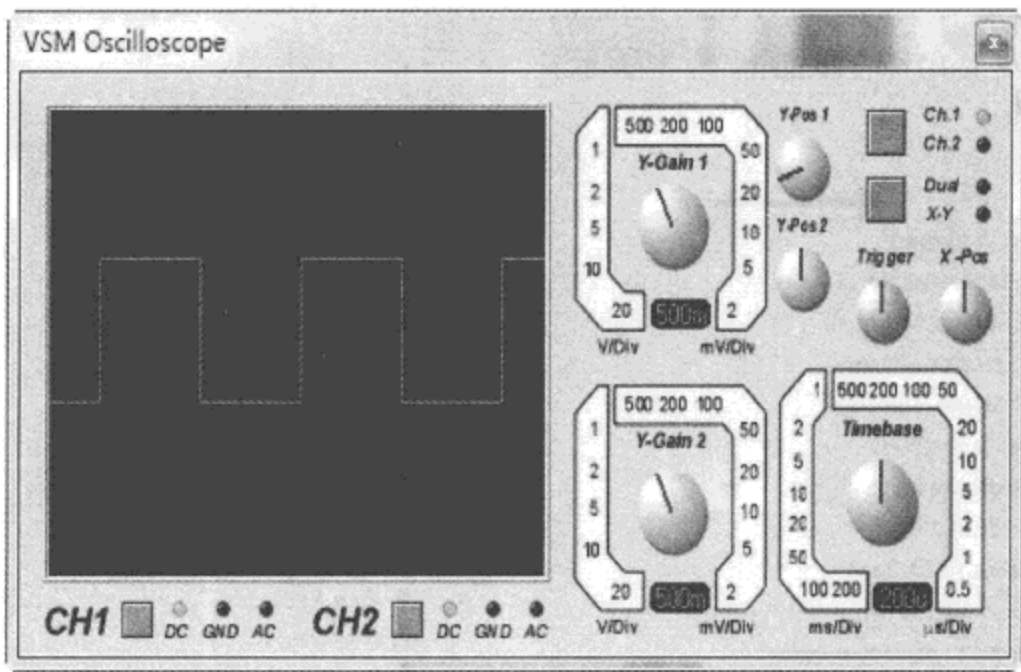 VSM Oscilloscope
x
500 200 100
1
2
5
10
20
Y-Gain 1
50
20
10
5
2
500m
V/Div
mV/Div
Y-Pos 1
Y-Pos 2
Ch.1
Ch.2
Dual
X-Y
Trigger
X -Pos
500 200 100
1
2
5
10
20
Y-Gain 2
50
20
10
5
2
500m
V/Div
mV/Div
1
500 200 100 50
2
5
10
20
50
100 200
Timebase
20
10
5
2
1
0.5
200u
ms/Div
µs/Div
CH1
DC GND AC
CH2
DC GND AC